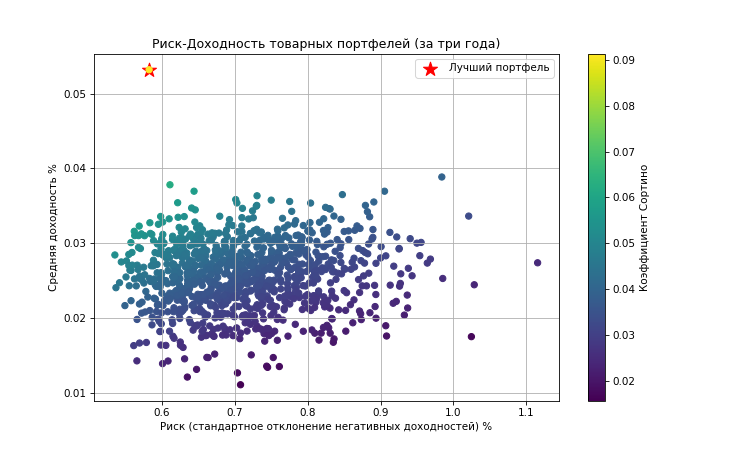 Риск-Доходность товарных портфелей (за три года)
Лучший портфель
Средняя доходность %
0.05
0.04
0.03
0.02
0.01
0.6 0.7 0.8 0.9 1.0 1.1
Риск (стандартное отклонение негативных доходностей) %
0.09
0.08
0.07
0.06
0.05
0.04
0.03
0.02
Коэффициент Сортино